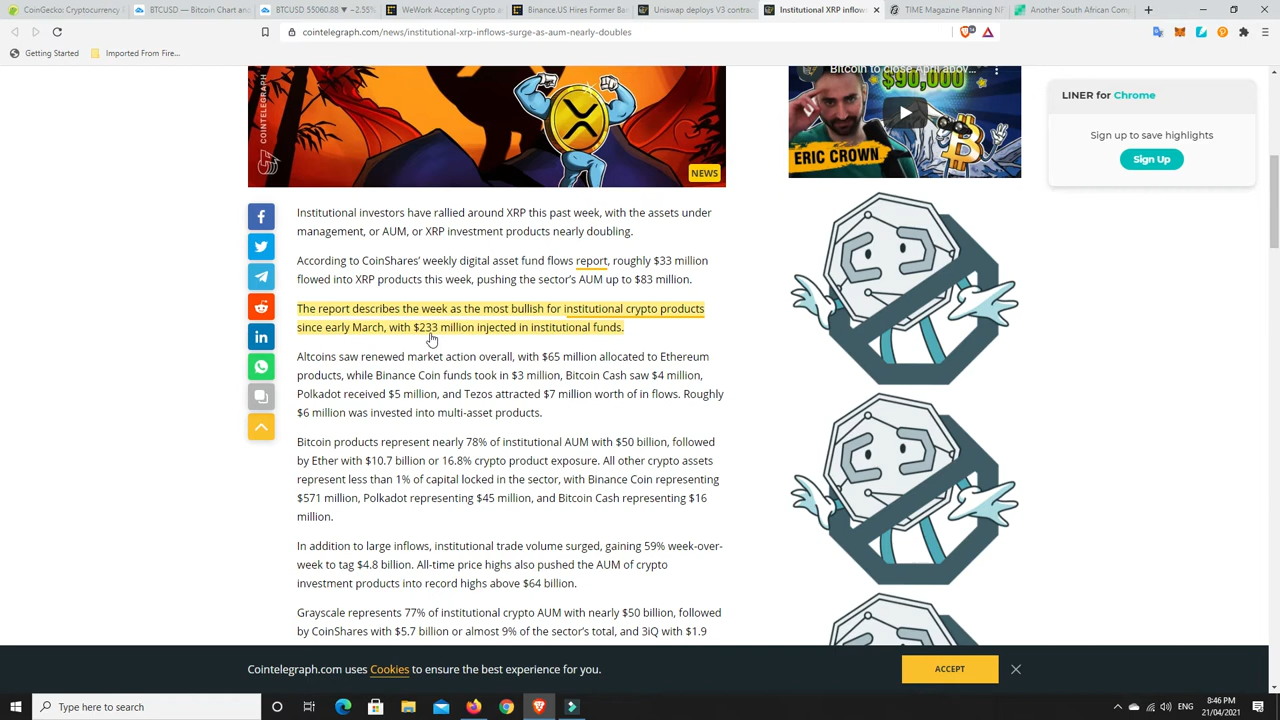 CoinGecko: Cryptocurrency P
BTCUSD — Bitcoin Chart and
BTCUSD 55060.88 ▼ −2.55%
WeWork Accepting Crypto a
Binance.US Hires Former Ba
Uniswap deploys V3 contrac
Institutional XRP inflows
TIME Magazine Planning NF
Another South African Comp
cointelegraph.com/news/institutional-xrp-inflows-surge-as-aum-nearly-doubles
Getting Started
Imported From Fire...
COINTELEGRAPH
NEWS
Bitcoin to close April abov...
$90,000
ERIC CROWN
LINER for Chrome
Sign up to save highlights
Sign Up
Institutional investors have rallied around XRP this past week, with the assets under
management, or AUM, or XRP investment products nearly doubling.
According to CoinShares' weekly digital asset fund flows report, roughly $33 million
flowed into XRP products this week, pushing the sector's AUM up to $83 million.
The report describes the week as the most bullish for institutional crypto products
since early March, with $233 million injected in institutional funds.
Altcoins saw renewed market action overall, with $65 million allocated to Ethereum
products, while Binance Coin funds took in $3 million, Bitcoin Cash saw $4 million,
Polkadot received $5 million, and Tezos attracted $7 million worth of in flows. Roughly
$6 million was invested into multi-asset products.
Bitcoin products represent nearly 78% of institutional AUM with $50 billion, followed
by Ether with $10.7 billion or 16.8% crypto product exposure. All other crypto assets
represent less than 1% of capital locked in the sector, with Binance Coin representing
$571 million, Polkadot representing $45 million, and Bitcoin Cash representing $16
million.
In addition to large inflows, institutional trade volume surged, gaining 59% week-over-
week to tag $4.8 billion. All-time price highs also pushed the AUM of crypto
investment products into record highs above $64 billion.
Grayscale represents 77% of institutional crypto AUM with nearly $50 billion, followed
by CoinShares with $5.7 billion or almost 9% of the sector's total, and 3iQ with $1.9
Cointelegraph.com uses Cookies to ensure the best experience for you.
ACCEPT
Type here to search
ENG
8:46 PM
21/04/2021